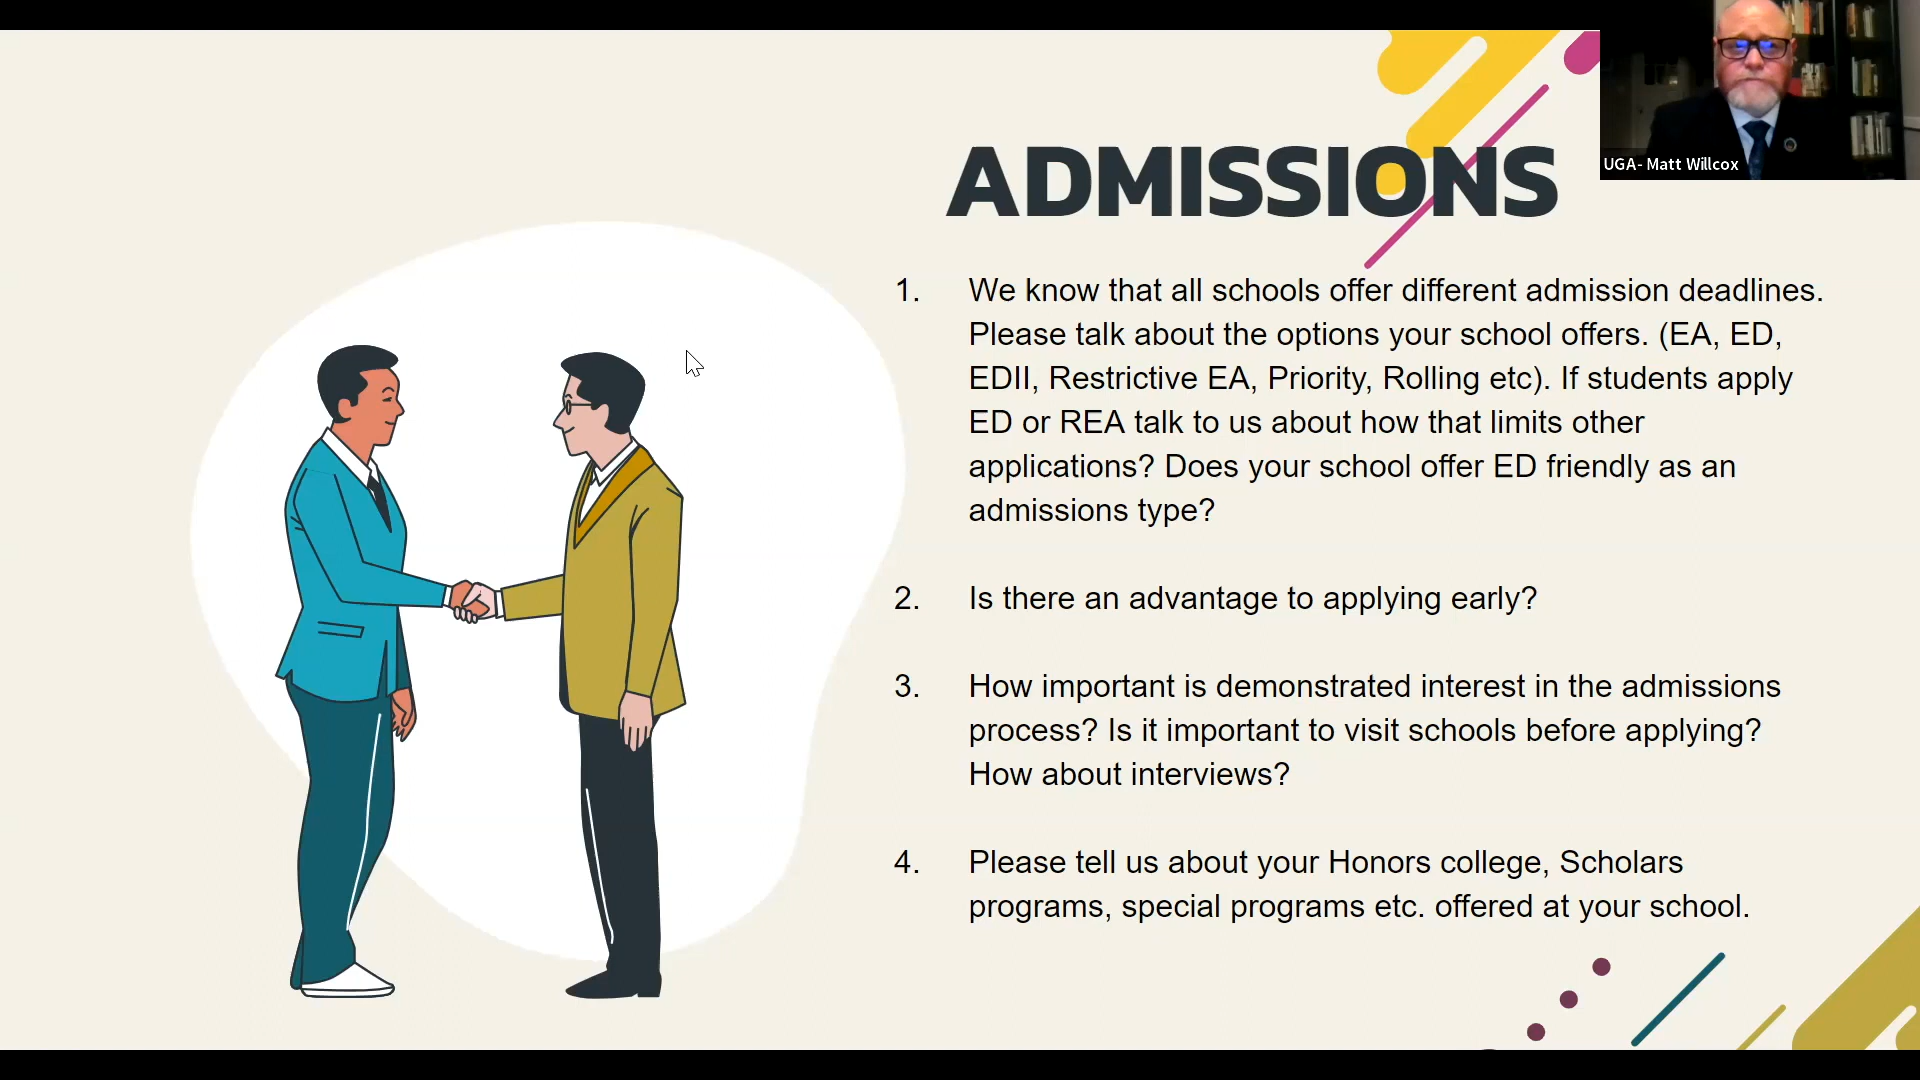 ADMISSIONS
UGA- Matt Willcox
1. We know that all schools offer different admission deadlines.
Please talk about the options your school offers. (EA, ED,
EDII, Restrictive EA, Priority, Rolling etc). If students apply
ED or REA talk to us about how that limits other
applications? Does your school offer ED friendly as an
admissions type?
2. Is there an advantage to applying early?
3. How important is demonstrated interest in the admissions
process? Is it important to visit schools before applying?
How about interviews?
4. Please tell us about your Honors college, Scholars
programs, special programs etc. offered at your school.